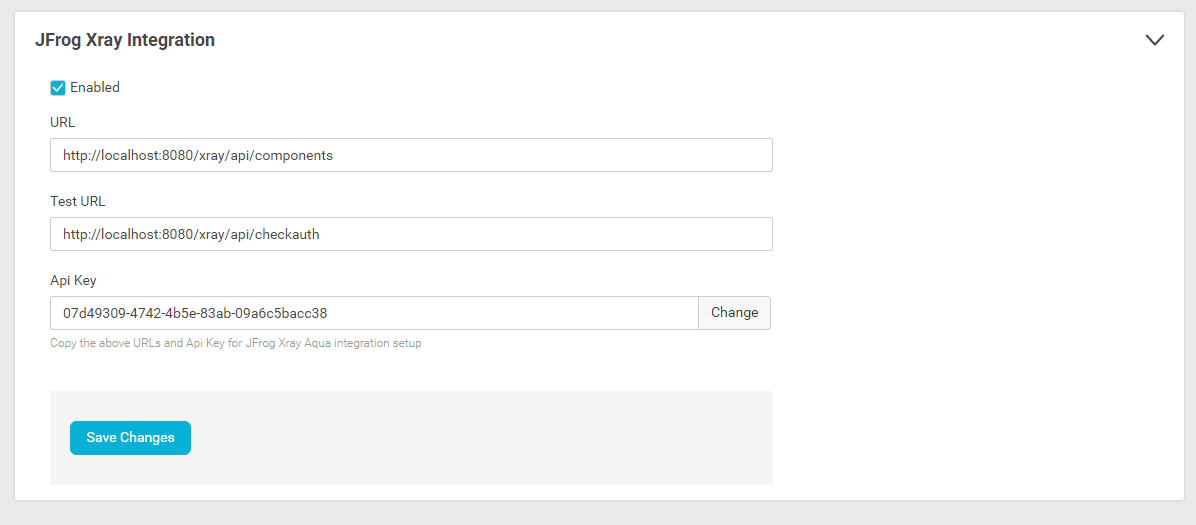 JFrog Xray Integration
Enabled
URL
http://localhost:8080/xray/api/components
Test URL
http://localhost:8080/xray/api/checkauth
Api Key
07d49309-4742-4b5e-83ab-09a6c5bacc38
Change
Copy the above URLs and Api Key for JFrog Xray Aqua integration setup
Save Changes